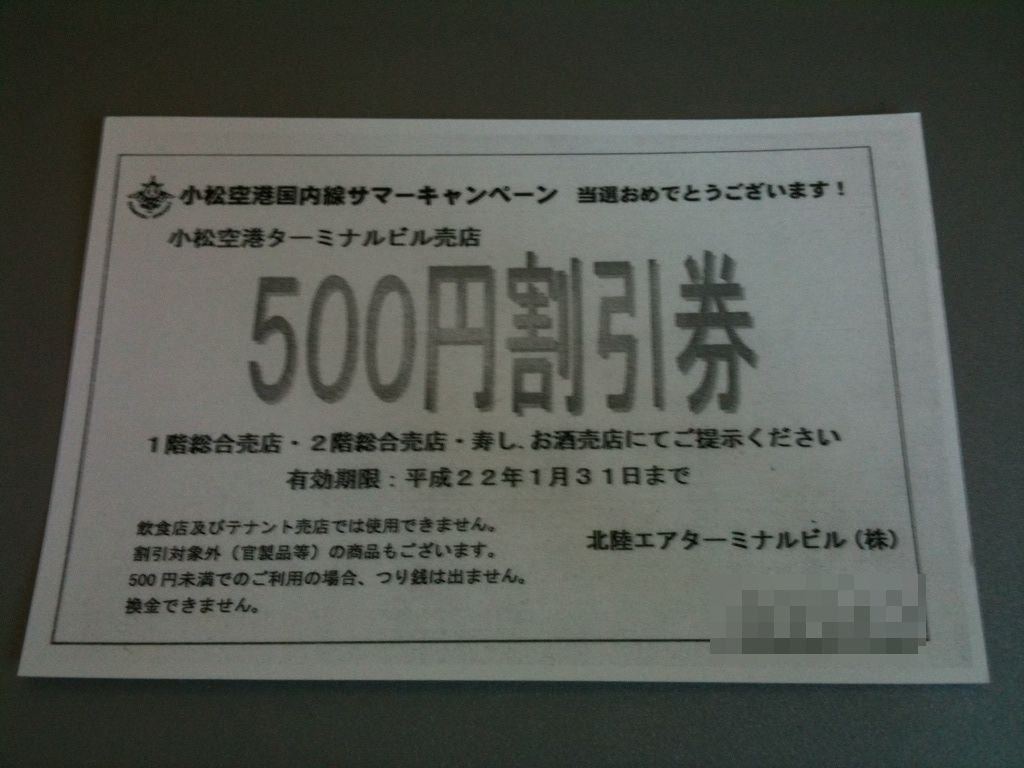 小松空港国内線サマーキャンペーン 当選おめでとうございます！
小松空港ターミナルビル売店
500円割引券
１階総合売店・２階総合売店・寿し、お酒売店にてご提示ください
有効期限：平成２２年１月３１日まで
飲食店及びテナント売店では使用できません。
割引対象外（官製品等）の商品もございます。
500円未満でのご利用の場合、つり銭は出ません。
換金できません。
北陸エアターミナルビル（株）